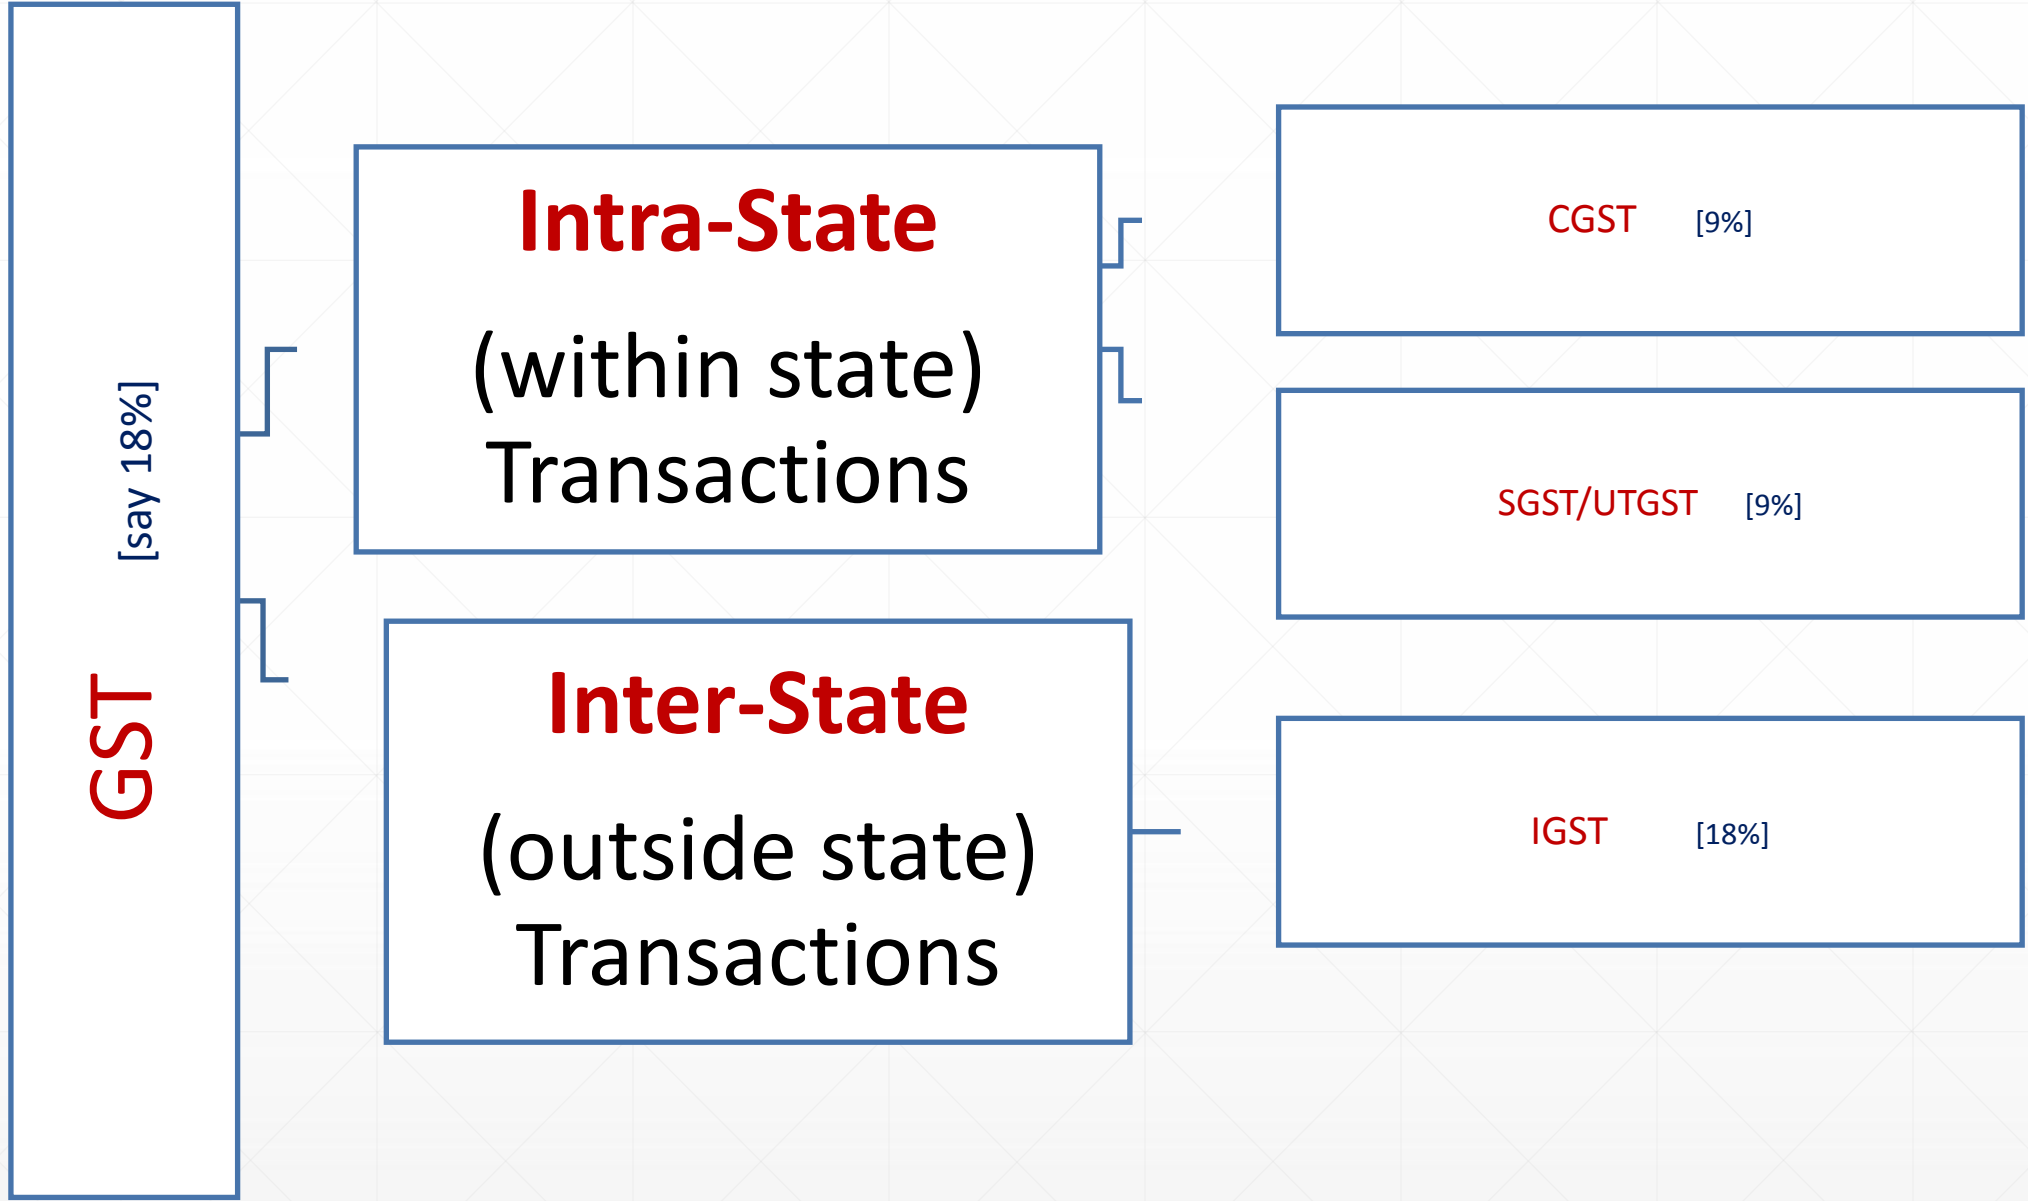 GST [say 18%]
Intra-State
(within state)
Transactions
CGST [9%]
SGST/UTGST [9%]
Inter-State
(outside state)
Transactions
IGST [18%]